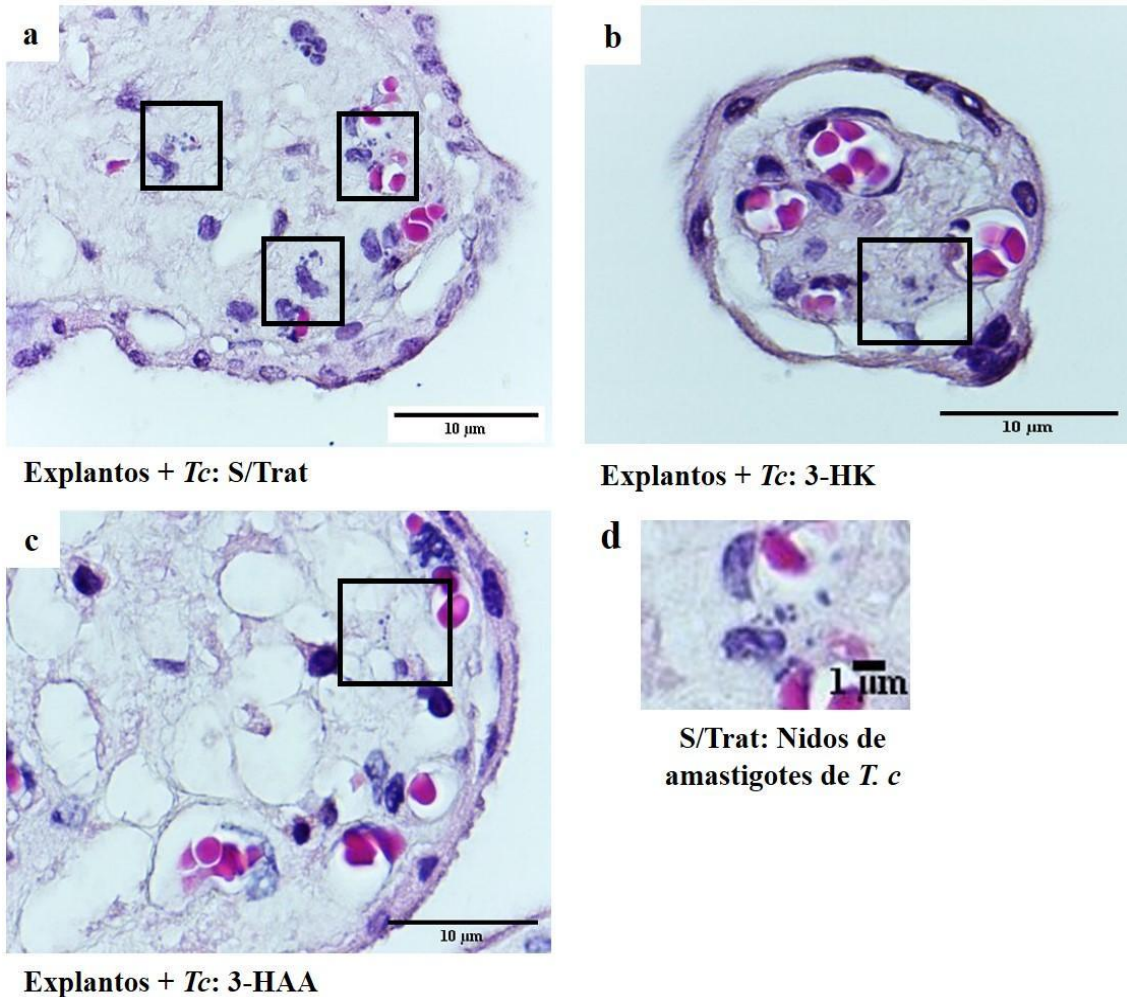 a
b
10 µm
10 µm
Explantos + Tc: S/Trat
Explantos + Tc: 3-HK
c
d
1 µm
S/Trat: Nidos de
amastigotes de T. c
10 µm
Explantos + Tc: 3-HAA